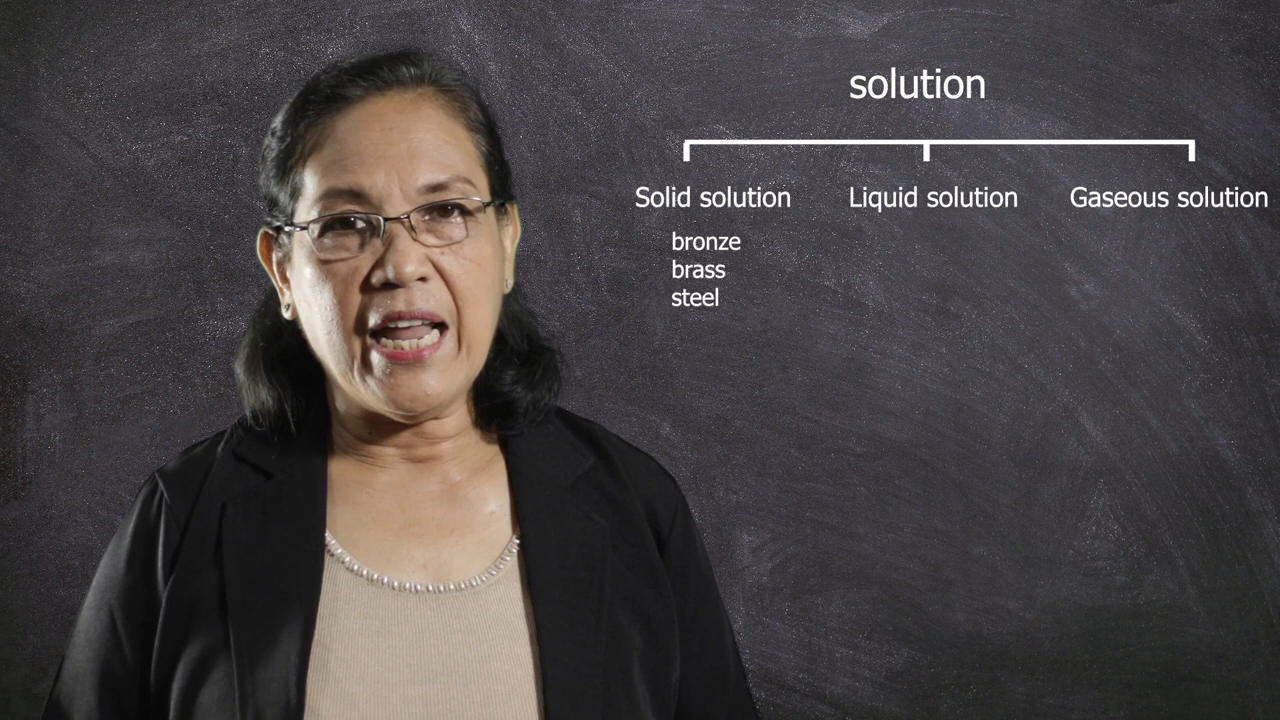 solution
Solid solution
Liquid solution
Gaseous solution
bronze
brass
steel